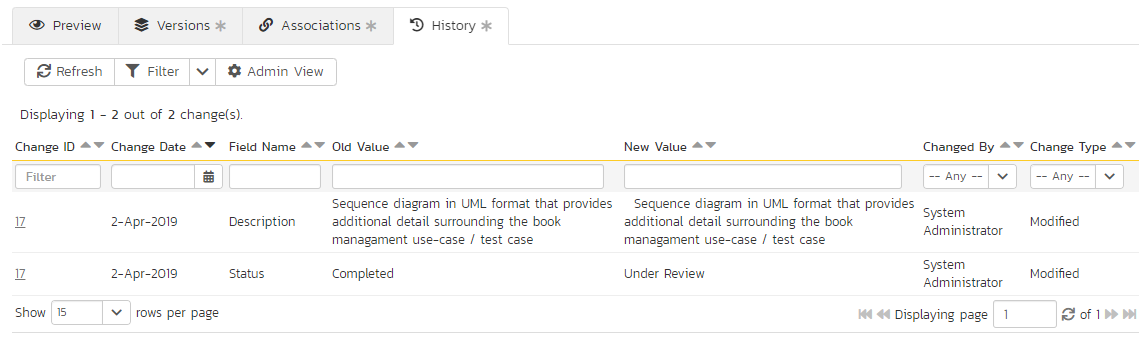 Preview Versions Associations History
Refresh Filter Admin View
Displaying 1 - 2 out of 2 change(s).
Change ID Change Date Field Name Old Value New Value Changed By Change Type
Filter -- Any -- -- Any --
17 2-Apr-2019 Description Sequence diagram in UML format that provides additional detail surrounding the book managament use-case / test case Sequence diagram in UML format that provides additional detail surrounding the book managament use-case / test case System Administrator Modified
17 2-Apr-2019 Status Completed Under Review System Administrator Modified
Show 15 rows per page Displaying page 1 of 1